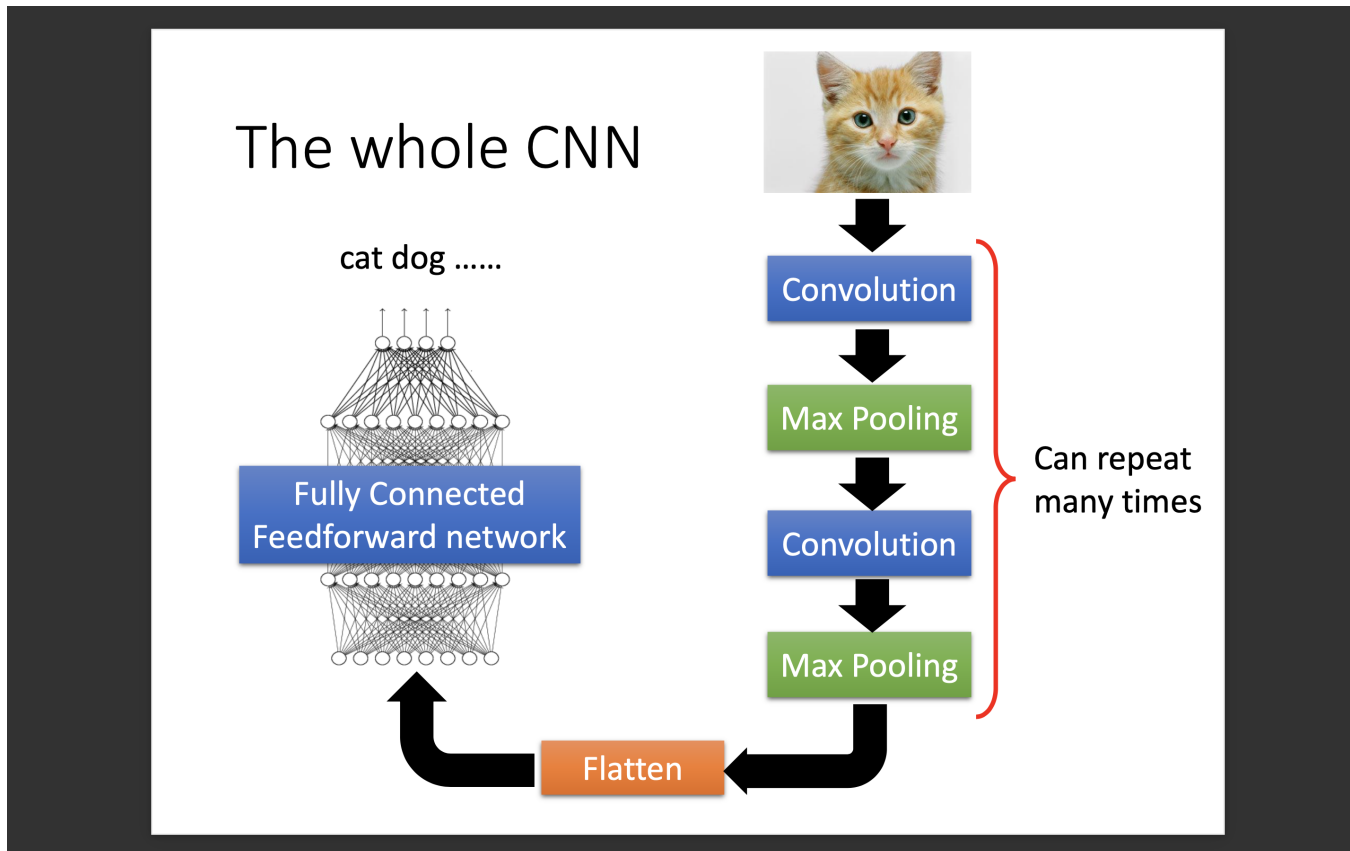 The whole CNN
cat dog ……
Convolution
Max Pooling
Convolution
Max Pooling
Can repeat
many times
Flatten
Fully Connected
Feedforward network